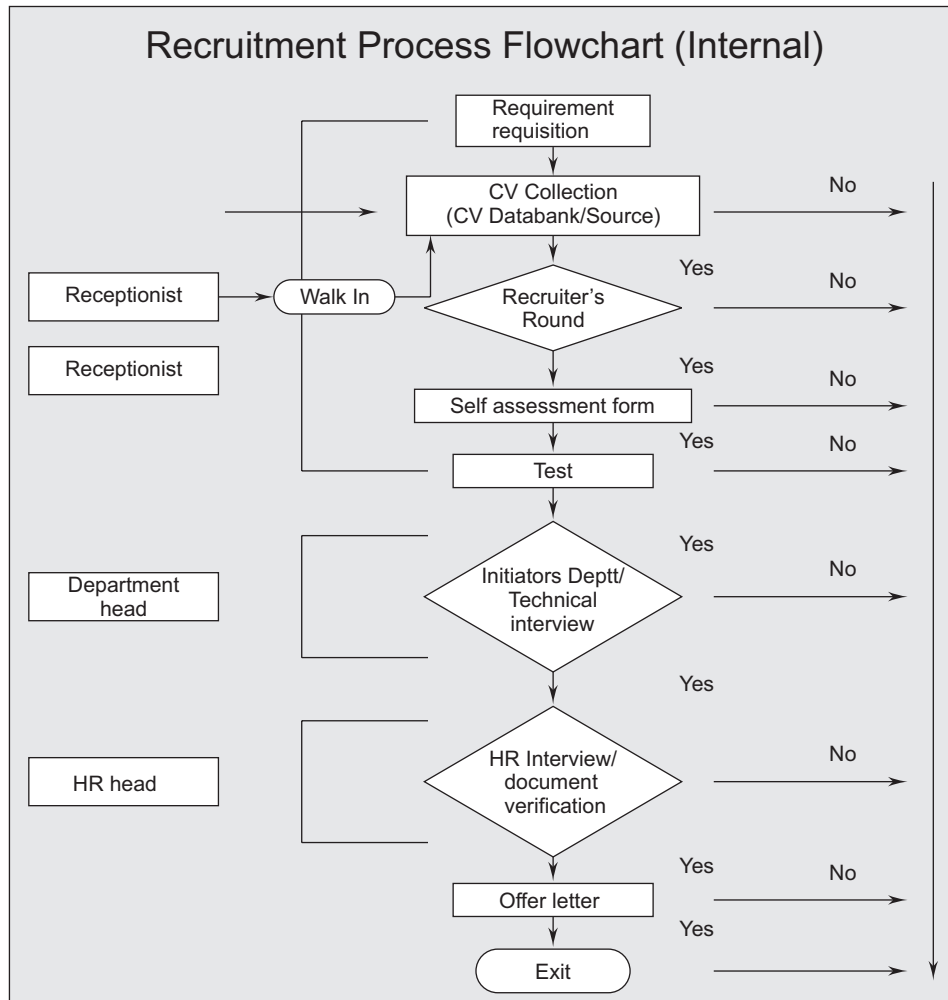 Recruitment Process Flowchart (Internal)
Requirement
requisition
CV Collection
(CV Databank/Source)
No
Yes
Receptionist
Walk In
Recruiter's
Round
No
Receptionist
Yes
No
Self assessment form
Yes
No
Test
Yes
Department
head
Initiators Deptt/
Technical
interview
No
Yes
HR head
HR Interview/
document
verification
No
Yes
No
Offer letter
Yes
Exit